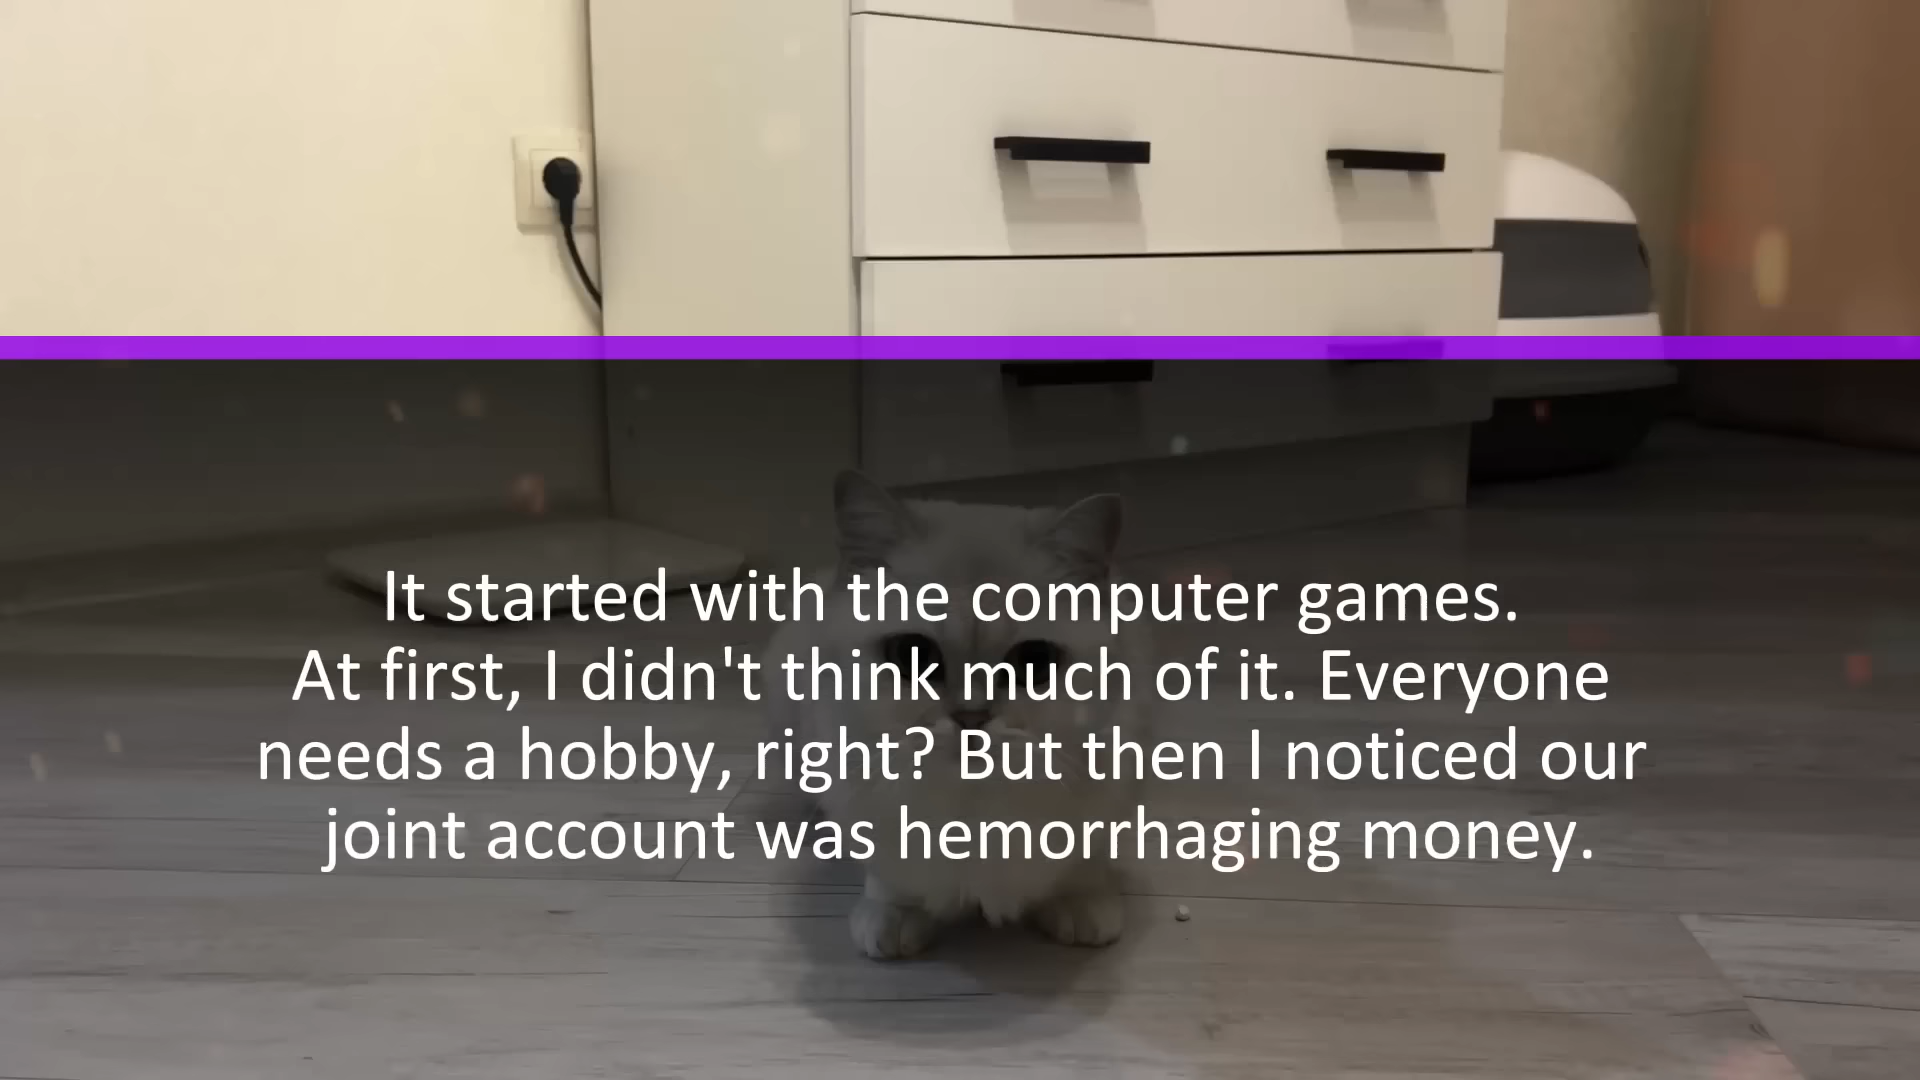 It started with the computer games.
At first, I didn't think much of it. Everyone
needs a hobby, right? But then I noticed our
joint account was hemorrhaging money.